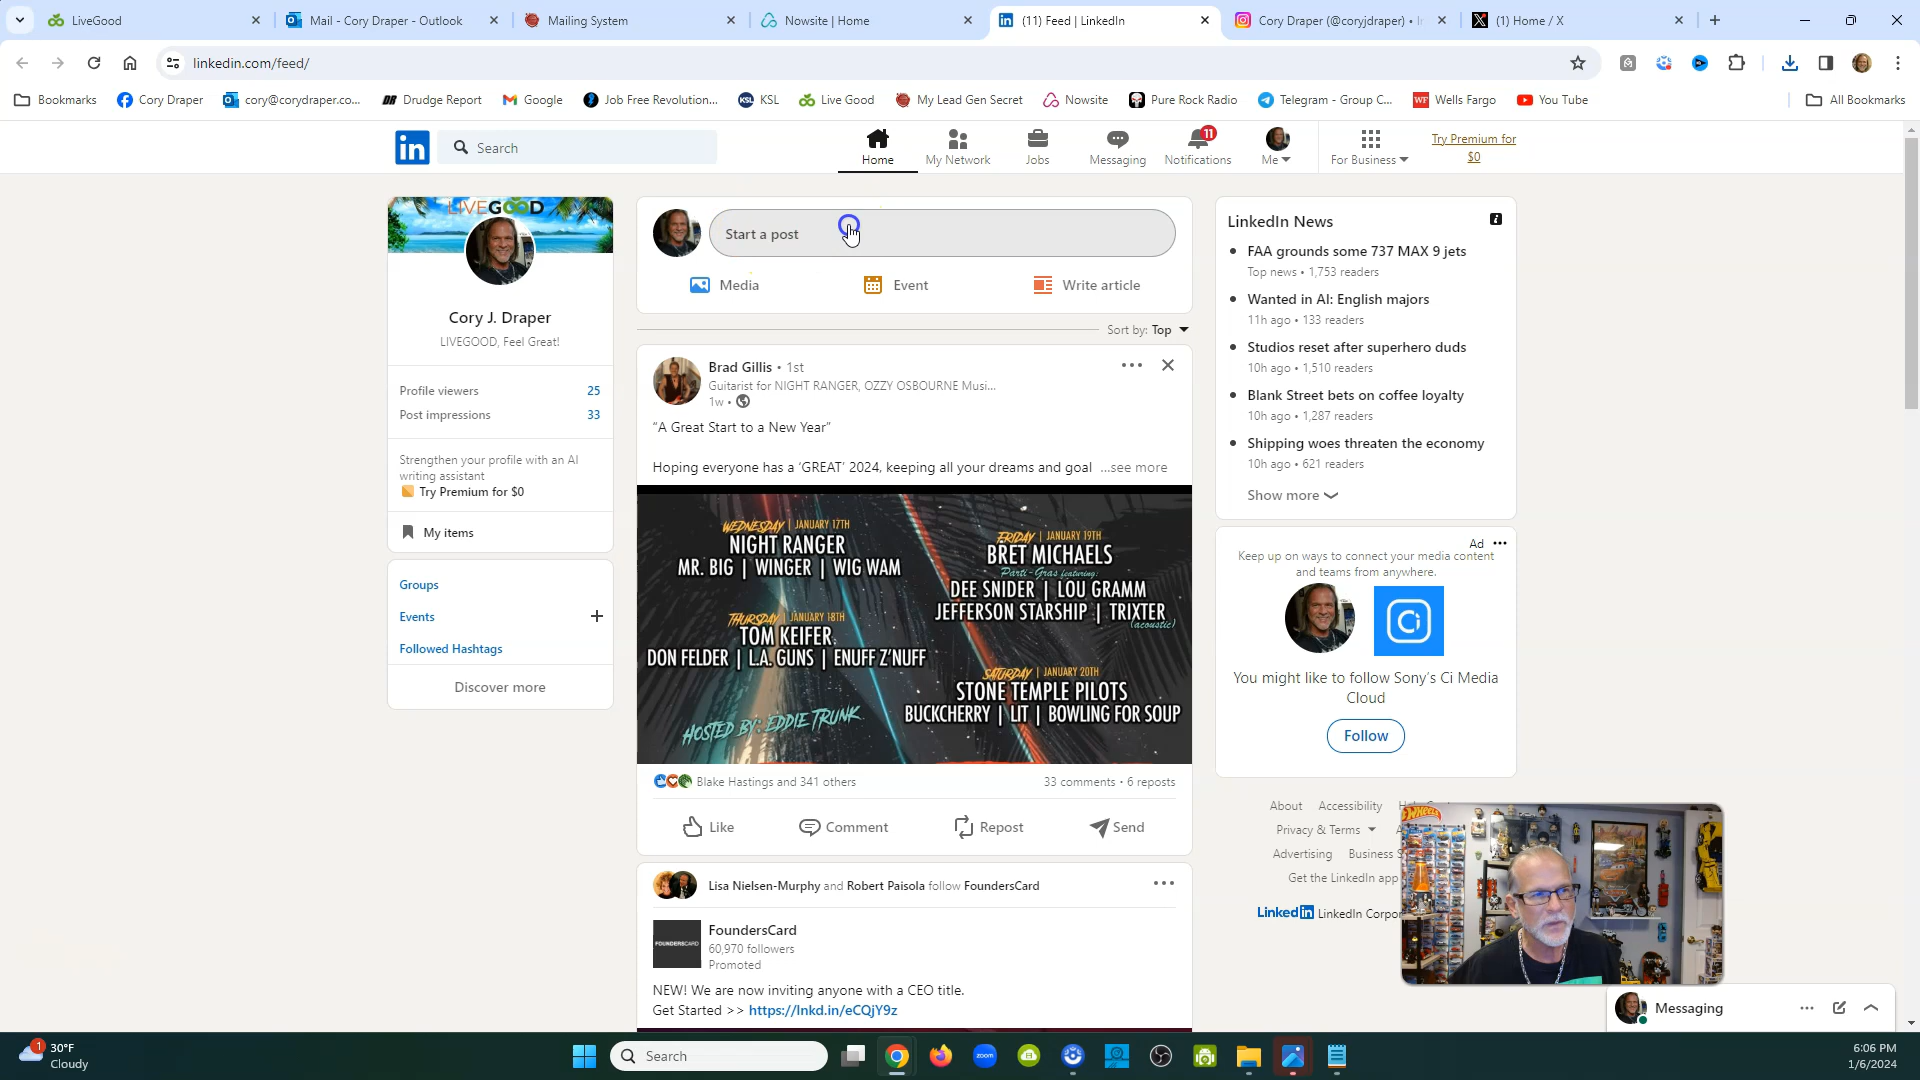 LiveGood
Mail - Cory Draper - Outlook
Mailing System
Nowsite | Home
(11) Feed | LinkedIn
Cory Draper (@coryjdraper) •
(1) Home / X
linkedin.com/feed/
Bookmarks
Cory Draper
cory@corydraper.co...
Drudge Report
Google
Job Free Revolution...
KSL
Live Good
My Lead Gen Secret
Nowsite
Pure Rock Radio
Telegram - Group C...
Wells Fargo
You Tube
All Bookmarks
Search
Home
My Network
Jobs
Messaging
11
Notifications
Me
For Business
Try Premium for
$0
LIVEGOOD
Cory J. Draper
LIVEGOOD, Feel Great!
Profile viewers 25
Post impressions 33
Strengthen your profile with an AI
writing assistant
Try Premium for $0
My items
Groups
Events
Followed Hashtags
Discover more
Start a post
Media
Event
Write article
Sort by: Top
Brad Gillis • 1st
Guitarist for NIGHT RANGER, OZZY OSBOURNE Musi...
1w •
“A Great Start to a New Year”
Hoping everyone has a ‘GREAT’ 2024, keeping all your dreams and goal ...see more
WEDNESDAY | JANUARY 17TH
NIGHT RANGER
MR. BIG | WINGER | WIG WAM
THURSDAY | JANUARY 18TH
TOM KEIFER
DON FELDER | L.A. GUNS | ENUFF Z'NUFF
HOSTED BY: EDDIE TRUNK
FRIDAY | JANUARY 19TH
BRET MICHAELS
Parti-Gras featuring:
DEE SNIDER | LOU GRAMM
JEFFERSON STARSHIP | TRIXTER
(acoustic)
SATURDAY | JANUARY 20TH
STONE TEMPLE PILOTS
BUCKCHERRY | LIT | BOWLING FOR SOUP
Blake Hastings and 341 others
33 comments • 6 reposts
Like
Comment
Repost
Send
Lisa Nielsen-Murphy and Robert Paisola follow FoundersCard
FOUNDERSCARD
FoundersCard
60,970 followers
Promoted
NEW! We are now inviting anyone with a CEO title.
Get Started >> https://lnkd.in/eCQjY9z
LinkedIn News
FAA grounds some 737 MAX 9 jets
Top news • 1,753 readers
Wanted in AI: English majors
11h ago • 133 readers
Studios reset after superhero duds
10h ago • 1,510 readers
Blank Street bets on coffee loyalty
10h ago • 1,287 readers
Shipping woes threaten the economy
10h ago • 621 readers
Show more
Ad
Keep up on ways to connect your media content
and teams from anywhere.
You might like to follow Sony’s Ci Media
Cloud
Follow
About
Accessibility
Privacy & Terms
Advertising
Business
Get the LinkedIn app
LinkedIn LinkedIn Corpor
HOT WHEELS
Messaging
1
30°F
Cloudy
Search
zoom
6:06 PM
1/6/2024